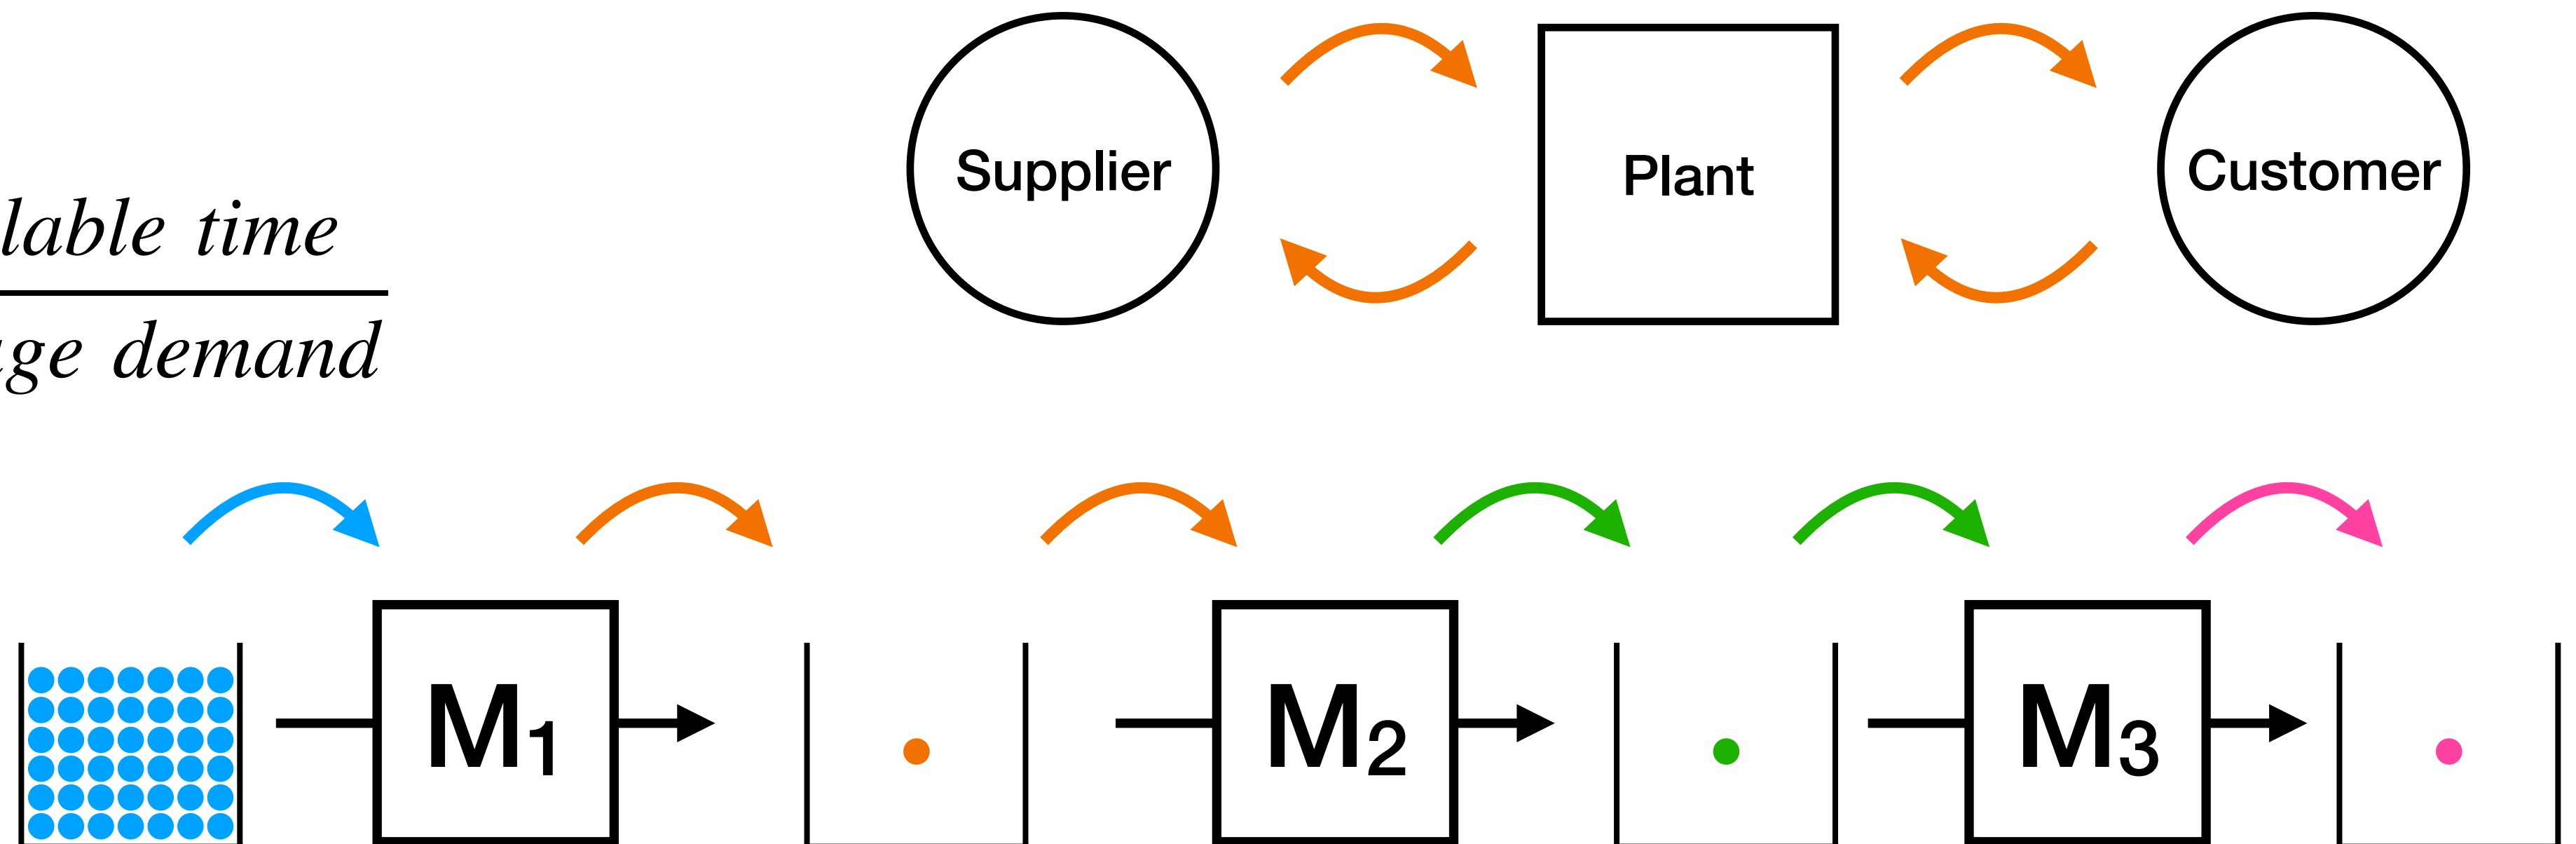 Supplier
Plant
Customer
lable time
ge demand
M1
M2
M3